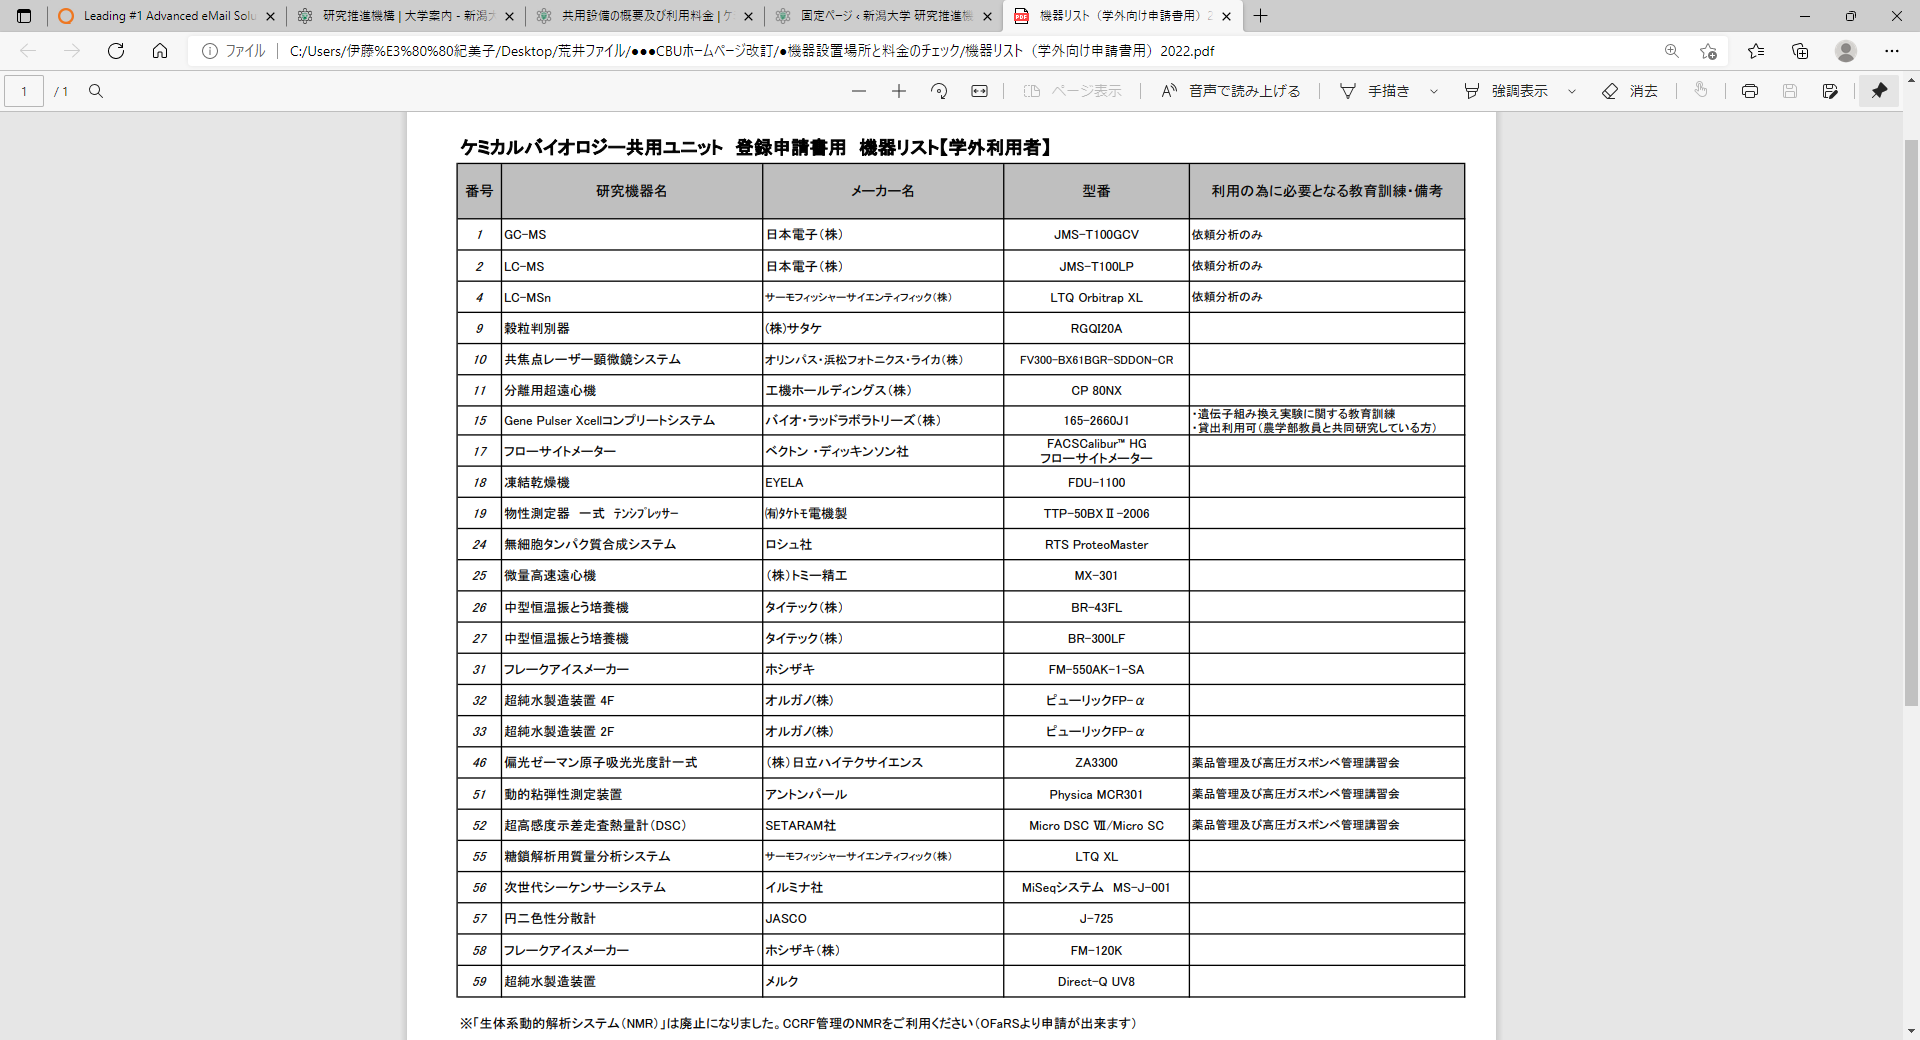 Leading #1 Advanced eMail Solu
研究推進機構 | 大学案内 - 新潟大
共用設備の概要及び利用料金 | ケ
固定ページ ‹ 新潟大学 研究推進機
機器リスト（学外向け申請書用）2
ファイル C:/Users/伊藤%E3%80%80紀美子/Desktop/荒井ファイル/●●●CBUホームページ改訂/●機器設置場所と料金のチェック/機器リスト（学外向け申請書用）2022.pdf
1 / 1 ページ表示 音声で読み上げる 手描き 強調表示 消去
ケミカルバイオロジー共用ユニット　登録申請書用　機器リスト【学外利用者】
番号 研究機器名 メーカー名 型番 利用の為に必要となる教育訓練・備考
1 GC-MS 日本電子（株） JMS-T100GCV 依頼分析のみ
2 LC-MS 日本電子（株） JMS-T100LP 依頼分析のみ
4 LC-MSn サーモフィッシャーサイエンティフィック（株） LTQ Orbitrap XL 依頼分析のみ
9 穀粒判別器 （株）サタケ RGQI20A
10 共焦点レーザー顕微鏡システム オリンパス・浜松フォトニクス・ライカ（株） FV300-BX61BGR-SDDON-CR
11 分離用超遠心機 工機ホールディングス（株） CP 80NX
15 Gene Pulser Xcellコンプリートシステム バイオ・ラッドラボラトリーズ（株） 165-2660J1 ・遺伝子組み換え実験に関する教育訓練
・貸出利用可（農学部教員と共同研究している方）
17 フローサイトメーター ベクトン ・ディッキンソン社 FACSCalibur™ HG
フローサイトメーター
18 凍結乾燥機 EYELA FDU-1100
19 物性測定器　一式　ﾃﾝｼﾌﾟﾚｯｻｰ ㈲ﾀｹﾄﾓ電機製 TTP-50BXⅡ-2006
24 無細胞タンパク質合成システム ロシュ社 RTS ProteoMaster
25 微量高速遠心機 （株）トミー精工 MX-301
26 中型恒温振とう培養機 タイテック（株） BR-43FL
27 中型恒温振とう培養機 タイテック（株） BR-300LF
31 フレークアイスメーカー ホシザキ FM-550AK-1-SA
32 超純水製造装置 4F オルガノ(株) ピューリックFP-α
33 超純水製造装置 2F オルガノ(株) ピューリックFP-α
46 偏光ゼーマン原子吸光光度計一式 （株）日立ハイテクサイエンス ZA3300 薬品管理及び高圧ガスボンベ管理講習会
51 動的粘弾性測定装置 アントンパール Physica MCR301 薬品管理及び高圧ガスボンベ管理講習会
52 超高感度示差走査熱量計（DSC） SETARAM社 Micro DSC Ⅶ/Micro SC 薬品管理及び高圧ガスボンベ管理講習会
55 糖鎖解析用質量分析システム サーモフィッシャーサイエンティフィック（株） LTQ XL
56 次世代シーケンサーシステム イルミナ社 MiSeqシステム　MS-J-001
57 円二色性分散計 JASCO J-725
58 フレークアイスメーカー ホシザキ（株） FM-120K
59 超純水製造装置 メルク Direct-Q UV8
※「生体系動的解析システム（NMR）」は廃止になりました。CCRF管理のNMRをご利用ください（OFaRSより申請が出来ます）